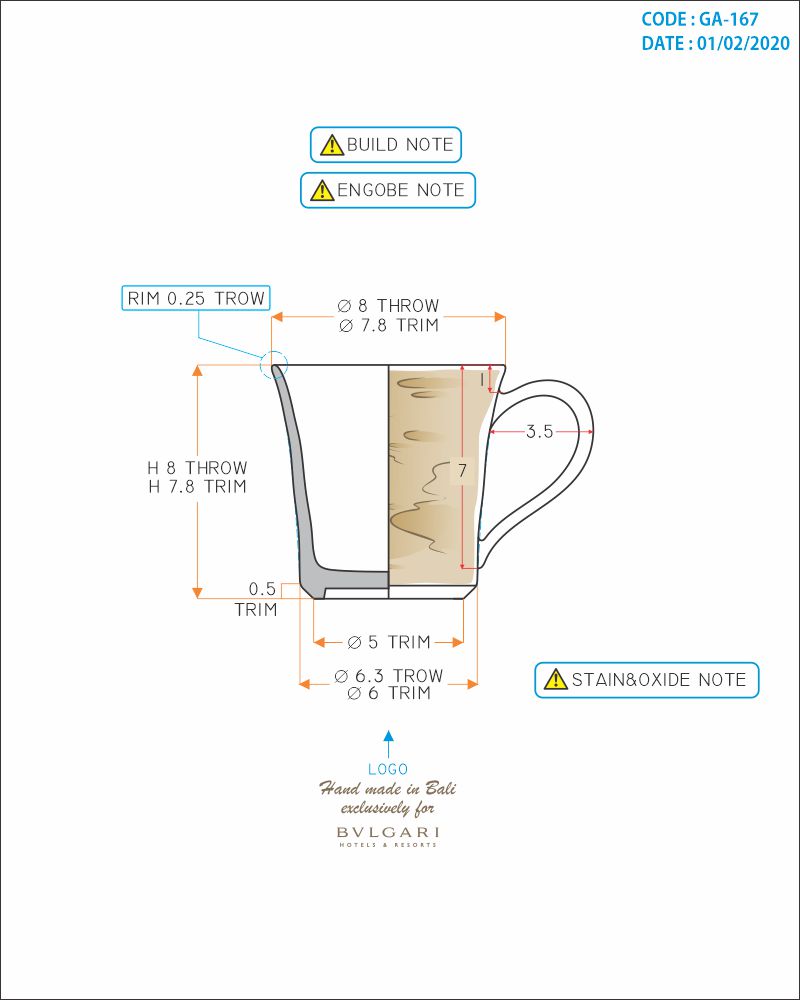 CODE : GA-167
DATE : 01/02/2020
BUILD NOTE
ENGOBE NOTE
RIM 0.25 TROW
Ø 8 THROW
Ø 7.8 TRIM
1
3.5
7
H 8 THROW
H 7.8 TRIM
0.5
TRIM
Ø 5 TRIM
Ø 6.3 TROW
Ø 6 TRIM
STAIN&OXIDE NOTE
LOGO
Hand made in Bali
exclusively for
BVLGARI
HOTELS & RESORTS